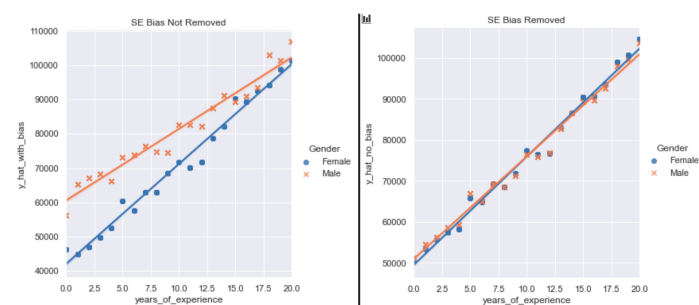 SE Bias Not Removed
110000
100000
90000
80000
70000
60000
50000
40000
y_hat_with_bias
0.0 2.5 5.0 7.5 10.0 12.5 15.0 17.5 20.0
years_of_experience
Gender
Female
Male
SE Bias Removed
100000
90000
80000
70000
60000
50000
y_hat_no_bias
0.0 2.5 5.0 7.5 10.0 12.5 15.0 17.5 20.0
years_of_experience
Gender
Female
Male